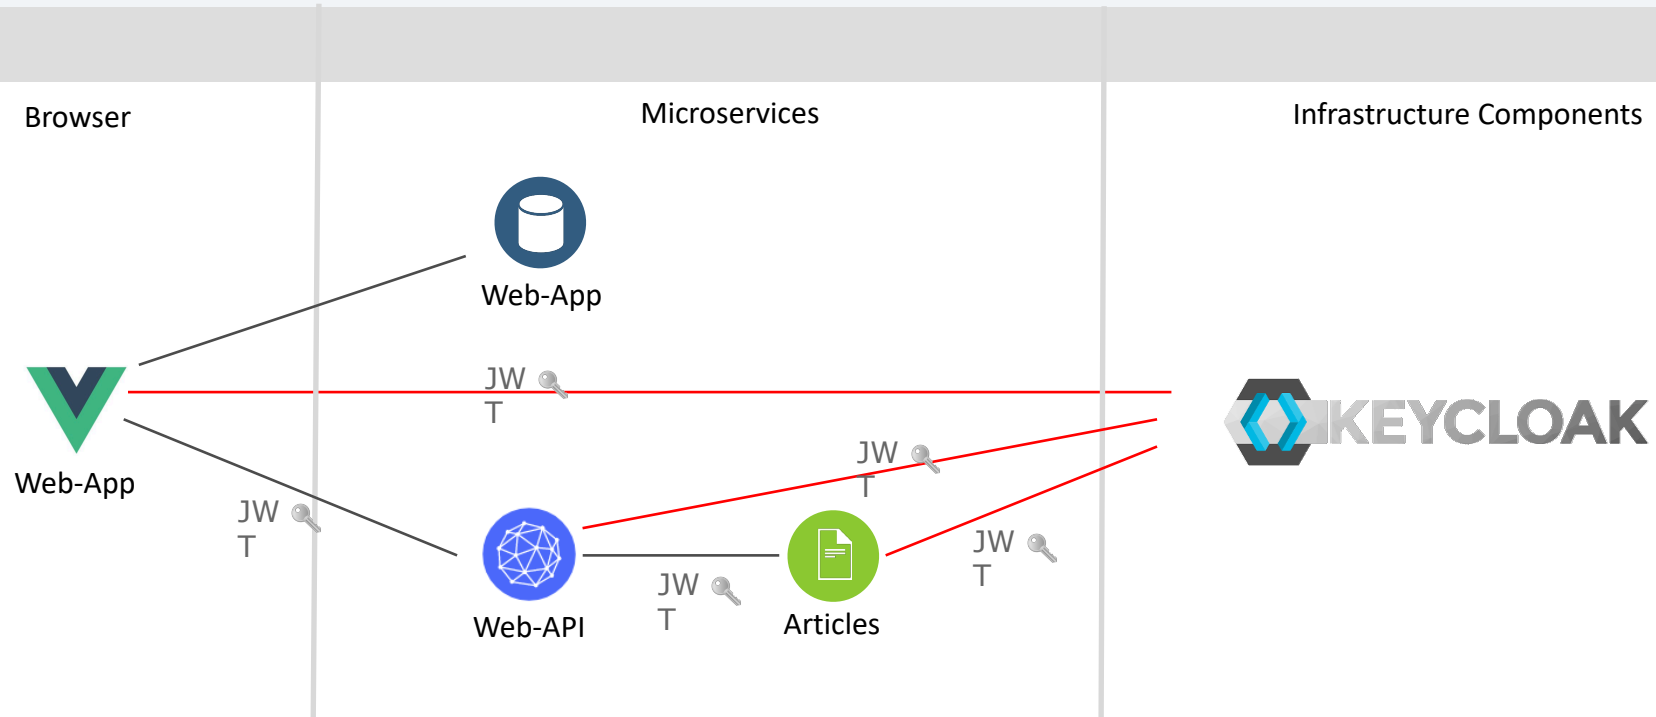 Browser
Microservices
Infrastructure Components
Web-App
JW
T
KEYCLOAK
JW
T
Web-App
JW
T
JW
T
JW
T
Web-API
Articles